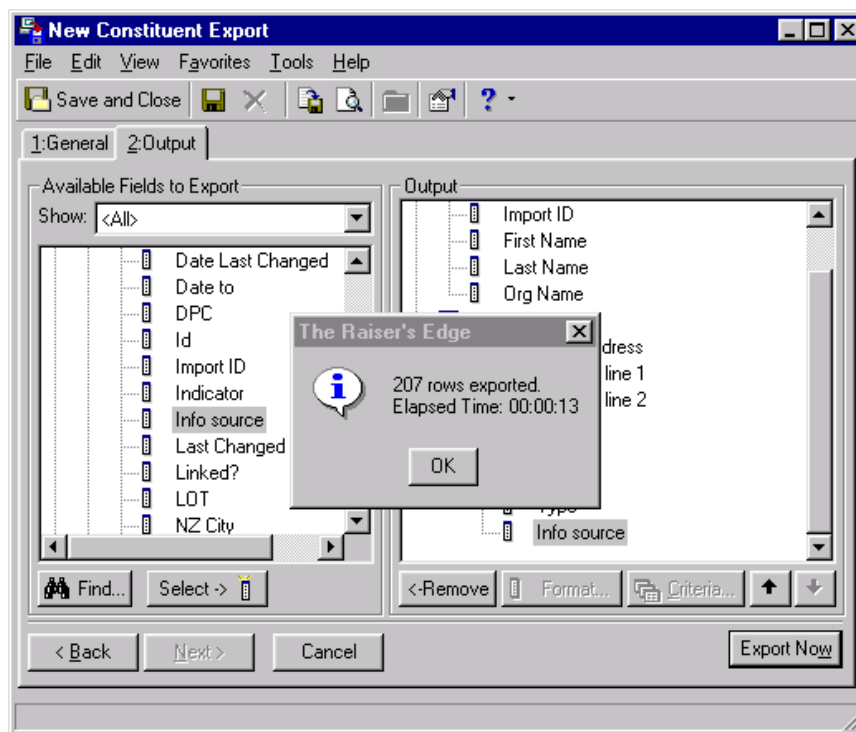 New Constituent Export
File Edit View Favorites Tools Help
Save and Close ?
1:General 2:Output
Available Fields to Export
Show: <All>
Date Last Changed
Date to
DPC
Id
Import ID
Indicator
Info source
Last Changed
Linked?
LOT
NZ City
Find... Select ->
Output
Import ID
First Name
Last Name
Org Name
dress
line 1
line 2
Info source
<-Remove Format... Criteria...
The Raiser's Edge
207 rows exported.
Elapsed Time: 00:00:13
OK
< Back Next > Cancel Export Now